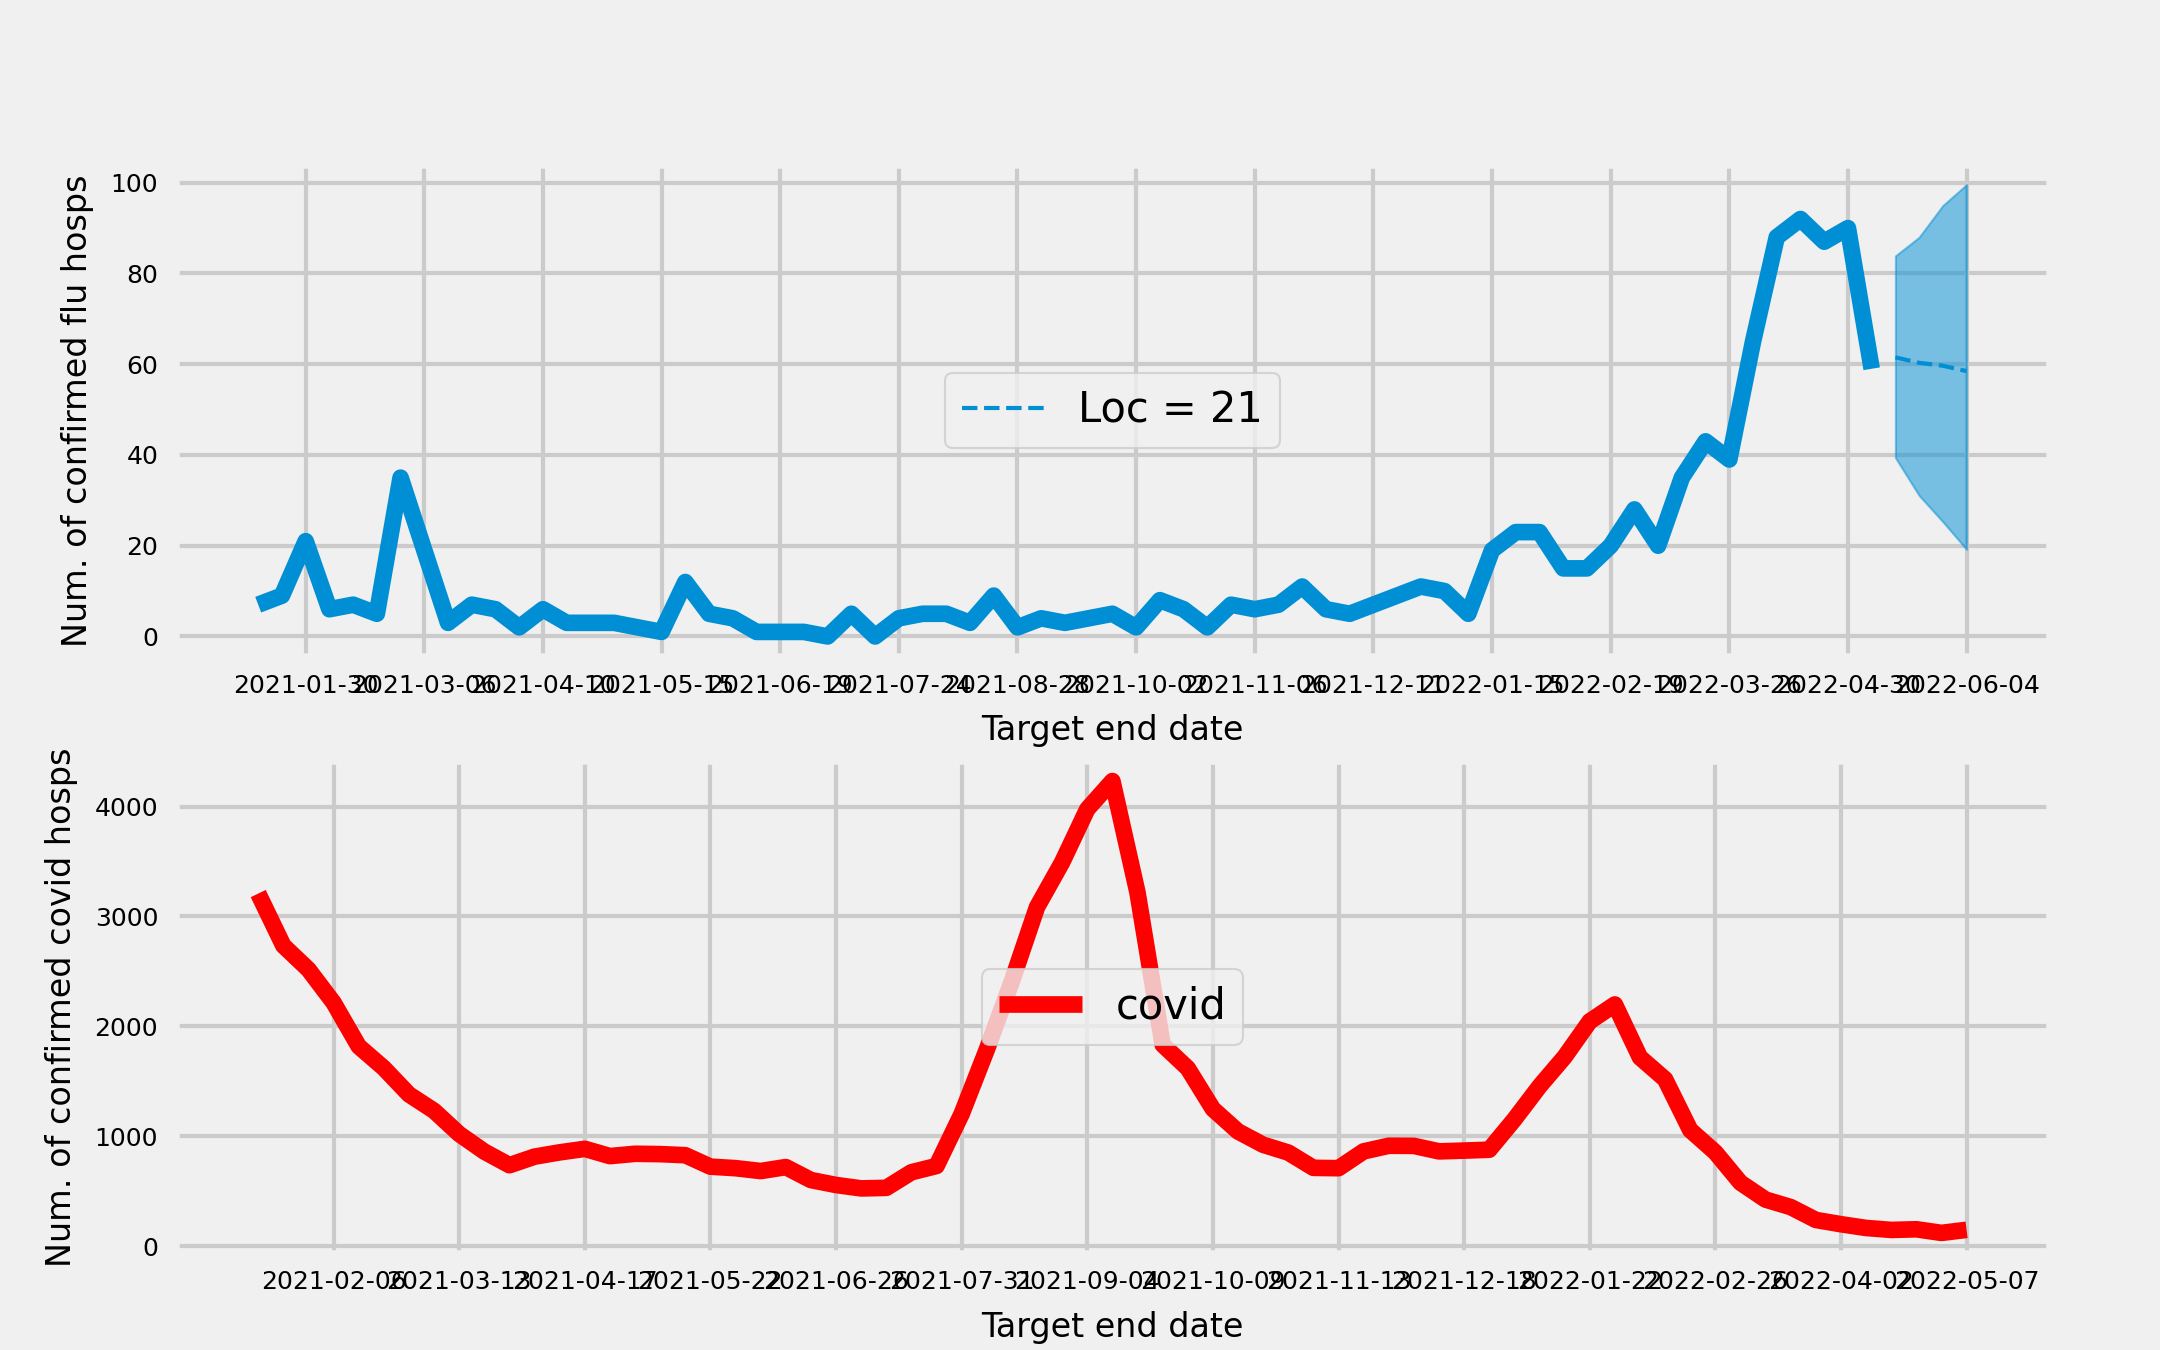 Num. of confirmed flu hosps
100
80
60
40
20
0
Loc = 21
2021-01-30 2021-03-06 2021-04-10 2021-05-15 2021-06-19 2021-07-24 2021-08-28 2021-10-02 2021-11-06 2021-12-11 2022-01-15 2022-02-19 2022-03-26 2022-04-30 2022-06-04
Target end date
Num. of confirmed covid hosps
4000
3000
2000
1000
0
covid
2021-02-06 2021-03-13 2021-04-17 2021-05-22 2021-06-26 2021-07-31 2021-09-04 2021-10-09 2021-11-13 2021-12-18 2022-01-22 2022-02-26 2022-04-02 2022-05-07
Target end date